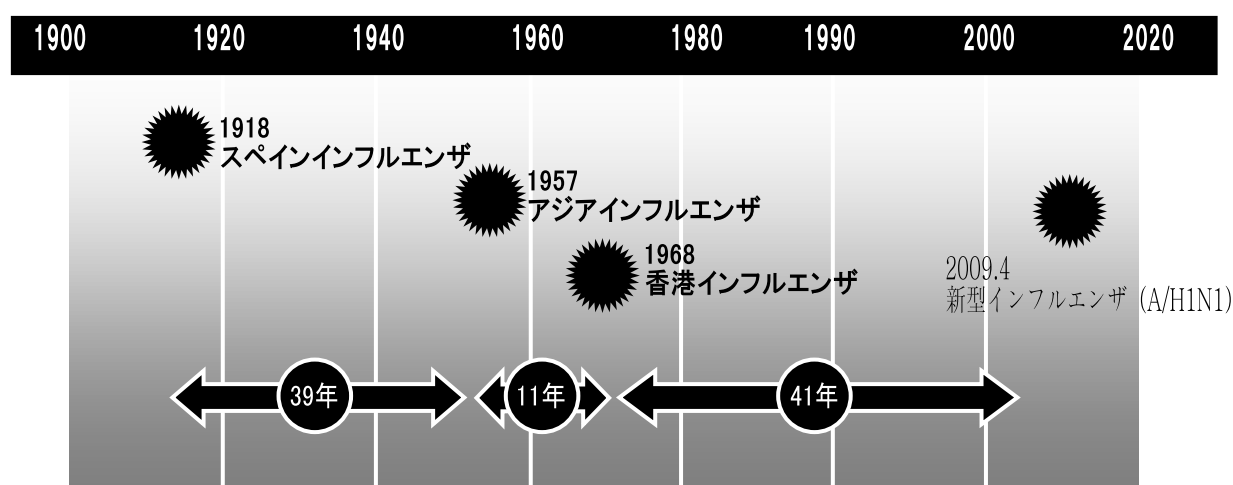 1900 1920 1940 1960 1980 1990 2000 2020
1918
スペインインフルエンザ
1957
アジアインフルエンザ
1968
香港インフルエンザ
2009.4
新型インフルエンザ (A/H1N1)
39年 11年 41年